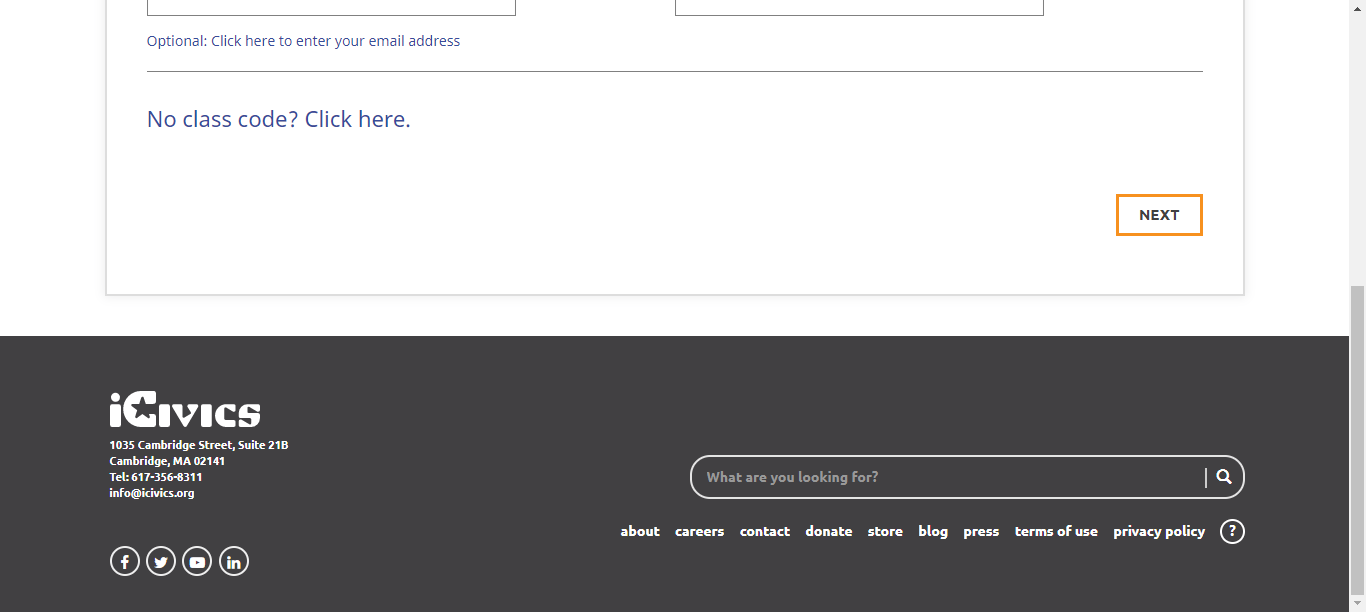 Optional: Click here to enter your email address
No class code? Click here.
NEXT
iCIVICS
1035 Cambridge Street, Suite 21B
Cambridge, MA 02141
Tel: 617-356-8311
info@icivics.org
What are you looking for?
about careers contact donate store blog press terms of use privacy policy ?